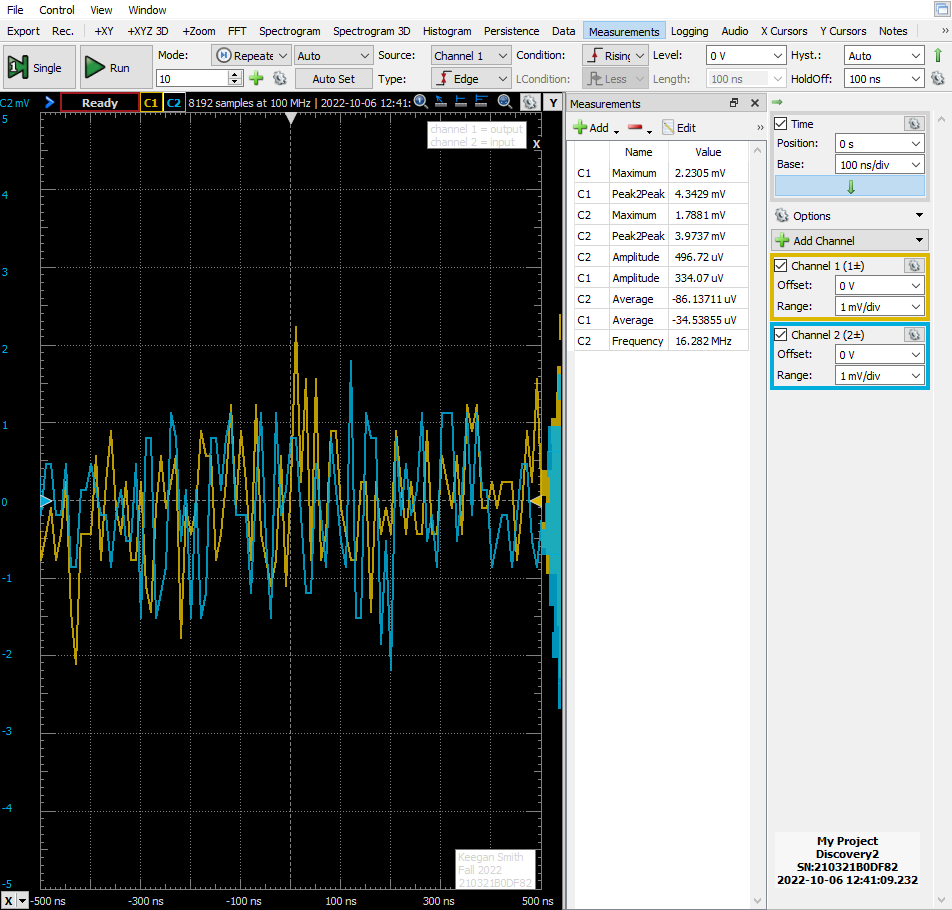 File Control View Window
Export Rec. +XY +XYZ 3D +Zoom FFT Spectrogram Spectrogram 3D Histogram Persistence Data Measurements Logging Audio X Cursors Y Cursors Notes »
Single Run Mode: Repeate Auto Source: Channel 1 Condition: Rising Level: 0 V Hyst.: Auto
10 Auto Set Type: Edge LCondition: Less Length: 100 ns HoldOff: 100 ns
C2 mV Ready C1 C2 8192 samples at 100 MHz | 2022-10-06 12:41: Y
channel 1 = output
channel 2 = input
X
5
4
3
2
1
0
-1
-2
-3
-4
-5
Keegan Smith
Fall 2022
210321B0DF82
X -500 ns -300 ns -100 ns 100 ns 300 ns 500 ns
Measurements
Add Edit »
Name Value
C1 Maximum 2.2305 mV
C1 Peak2Peak 4.3429 mV
C2 Maximum 1.7881 mV
C2 Peak2Peak 3.9737 mV
C2 Amplitude 496.72 uV
C1 Amplitude 334.07 uV
C2 Average -86.13711 uV
C1 Average -34.53855 uV
C2 Frequency 16.282 MHz
Time
Position: 0 s
Base: 100 ns/div
Options
Add Channel
Channel 1 (1±)
Offset: 0 V
Range: 1 mV/div
Channel 2 (2±)
Offset: 0 V
Range: 1 mV/div
My Project
Discovery2
SN:210321B0DF82
2022-10-06 12:41:09.232